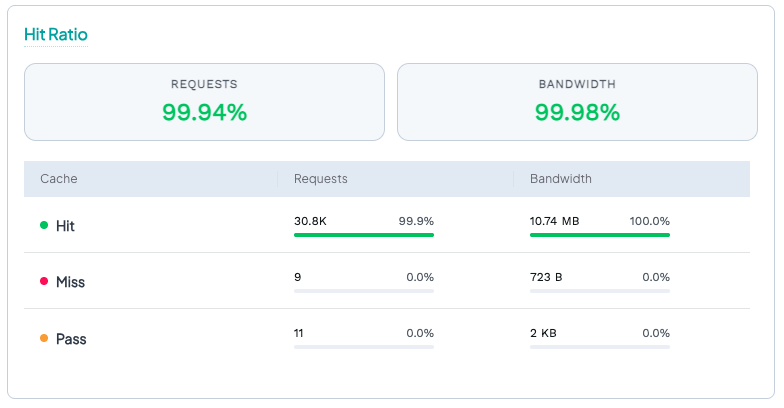 Hit Ratio
REQUESTS
99.94%
BANDWIDTH
99.98%
Cache Requests Bandwidth
Hit 30.8K 99.9% 10.74 MB 100.0%
Miss 9 0.0% 723 B 0.0%
Pass 11 0.0% 2 KB 0.0%